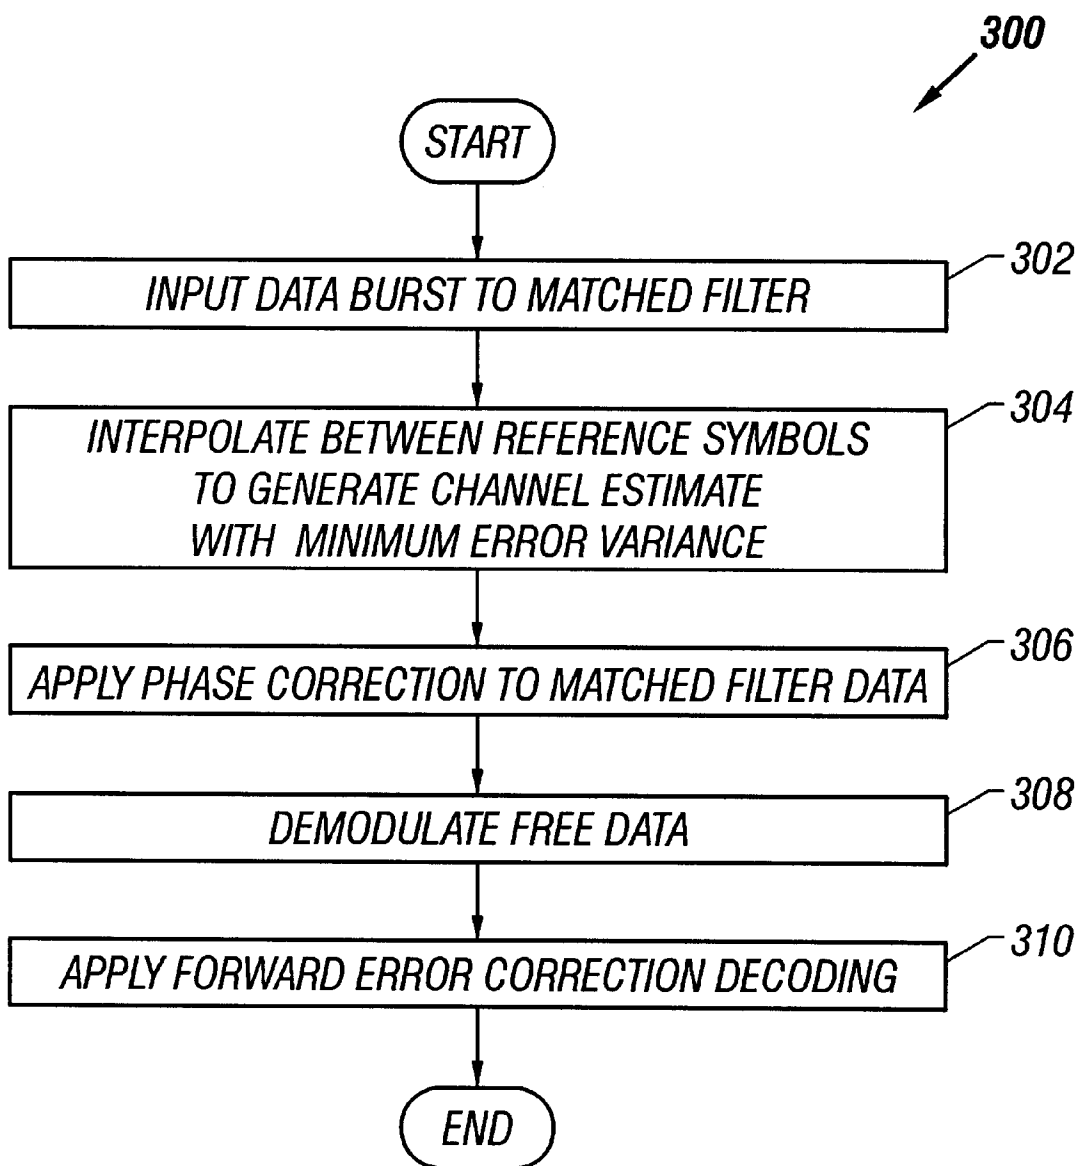 300
START
302
INPUT DATA BURST TO MATCHED FILTER
304
INTERPOLATE BETWEEN REFERENCE SYMBOLS
TO GENERATE CHANNEL ESTIMATE
WITH MINIMUM ERROR VARIANCE
306
APPLY PHASE CORRECTION TO MATCHED FILTER DATA
308
DEMODULATE FREE DATA
310
APPLY FORWARD ERROR CORRECTION DECODING
END